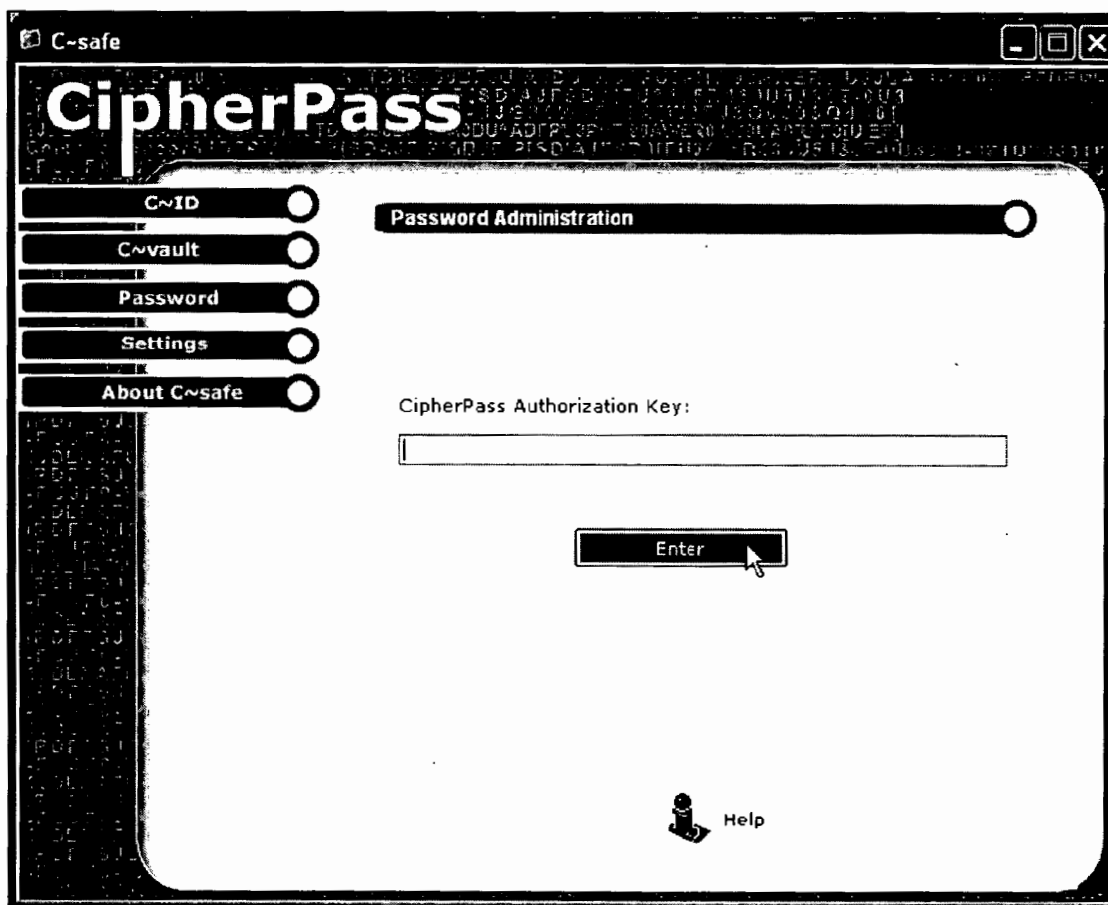 C~safe
CipherPass
C~ID
C~vault
Password
Settings
About C~safe
Password Administration
CipherPass Authorization Key:
Enter
Help